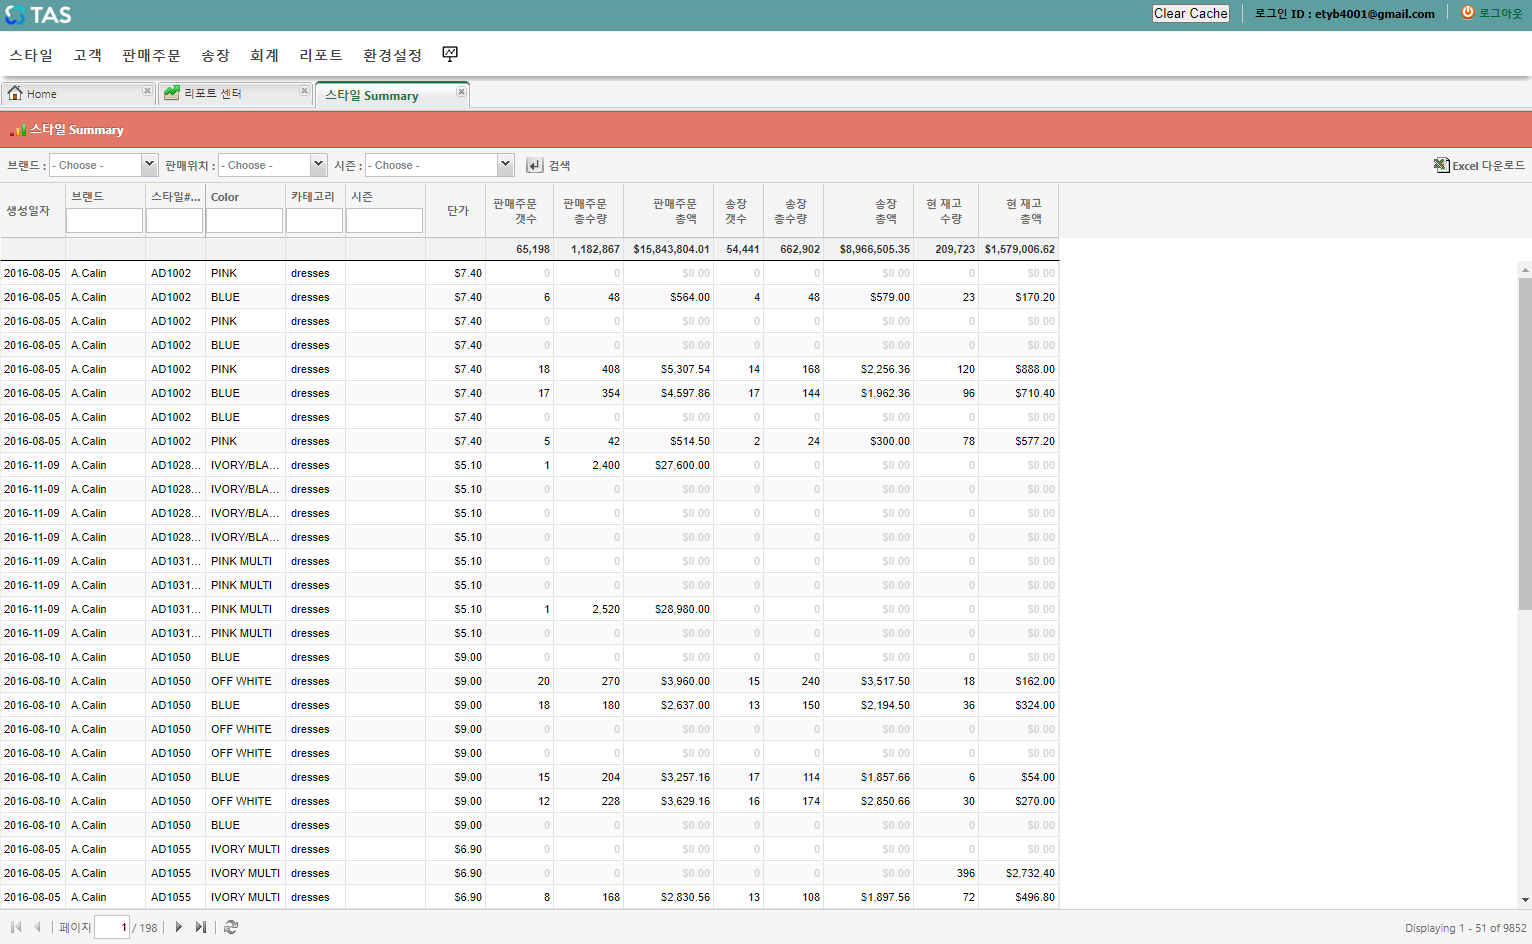 TAS
Clear Cache 로그인 ID : etyb4001@gmail.com 로그아웃
스타일 고객 판매주문 송장 회계 리포트 환경설정
Home 리포트 센터 스타일 Summary
스타일 Summary
브랜드 : - Choose - 판매위치 : - Choose - 시즌 : - Choose - 검색 Excel 다운로드
생성일자 브랜드 스타일#... Color 카테고리 시즌 단가 판매주문 갯수 판매주문 총수량 판매주문 총액 송장 갯수 송장 총수량 송장 총액 현 재고 수량 현 재고 총액
65,198 1,182,867 $15,843,804.01 54,441 662,902 $8,966,505.35 209,723 $1,579,006.62
2016-08-05 A.Calin AD1002 PINK dresses $7.40 0 0 $0.00 0 0 $0.00 0 $0.00
2016-08-05 A.Calin AD1002 BLUE dresses $7.40 6 48 $564.00 4 48 $579.00 23 $170.20
2016-08-05 A.Calin AD1002 PINK dresses $7.40 0 0 $0.00 0 0 $0.00 0 $0.00
2016-08-05 A.Calin AD1002 BLUE dresses $7.40 0 0 $0.00 0 0 $0.00 0 $0.00
2016-08-05 A.Calin AD1002 PINK dresses $7.40 18 408 $5,307.54 14 168 $2,256.36 120 $888.00
2016-08-05 A.Calin AD1002 BLUE dresses $7.40 17 354 $4,597.86 17 144 $1,962.36 96 $710.40
2016-08-05 A.Calin AD1002 BLUE dresses $7.40 0 0 $0.00 0 0 $0.00 0 $0.00
2016-08-05 A.Calin AD1002 PINK dresses $7.40 5 42 $514.50 2 24 $300.00 78 $577.20
2016-11-09 A.Calin AD1028... IVORY/BLA... dresses $5.10 1 2,400 $27,600.00 0 0 $0.00 0 $0.00
2016-11-09 A.Calin AD1028... IVORY/BLA... dresses $5.10 0 0 $0.00 0 0 $0.00 0 $0.00
2016-11-09 A.Calin AD1028... IVORY/BLA... dresses $5.10 0 0 $0.00 0 0 $0.00 0 $0.00
2016-11-09 A.Calin AD1028... IVORY/BLA... dresses $5.10 0 0 $0.00 0 0 $0.00 0 $0.00
2016-11-09 A.Calin AD1031... PINK MULTI dresses $5.10 0 0 $0.00 0 0 $0.00 0 $0.00
2016-11-09 A.Calin AD1031... PINK MULTI dresses $5.10 0 0 $0.00 0 0 $0.00 0 $0.00
2016-11-09 A.Calin AD1031... PINK MULTI dresses $5.10 1 2,520 $28,980.00 0 0 $0.00 0 $0.00
2016-11-09 A.Calin AD1031... PINK MULTI dresses $5.10 0 0 $0.00 0 0 $0.00 0 $0.00
2016-08-10 A.Calin AD1050 BLUE dresses $9.00 0 0 $0.00 0 0 $0.00 0 $0.00
2016-08-10 A.Calin AD1050 OFF WHITE dresses $9.00 20 270 $3,960.00 15 240 $3,517.50 18 $162.00
2016-08-10 A.Calin AD1050 BLUE dresses $9.00 18 180 $2,637.00 13 150 $2,194.50 36 $324.00
2016-08-10 A.Calin AD1050 OFF WHITE dresses $9.00 0 0 $0.00 0 0 $0.00 0 $0.00
2016-08-10 A.Calin AD1050 OFF WHITE dresses $9.00 0 0 $0.00 0 0 $0.00 0 $0.00
2016-08-10 A.Calin AD1050 BLUE dresses $9.00 15 204 $3,257.16 17 114 $1,857.66 6 $54.00
2016-08-10 A.Calin AD1050 OFF WHITE dresses $9.00 12 228 $3,629.16 16 174 $2,850.66 30 $270.00
2016-08-10 A.Calin AD1050 BLUE dresses $9.00 0 0 $0.00 0 0 $0.00 0 $0.00
2016-08-05 A.Calin AD1055 IVORY MULTI dresses $6.90 0 0 $0.00 0 0 $0.00 0 $0.00
2016-08-05 A.Calin AD1055 IVORY MULTI dresses $6.90 0 0 $0.00 0 0 $0.00 396 $2,732.40
2016-08-05 A.Calin AD1055 IVORY MULTI dresses $6.90 8 168 $2,830.56 13 108 $1,897.56 72 $496.80
페이지 1 / 198 Displaying 1 - 51 of 9852